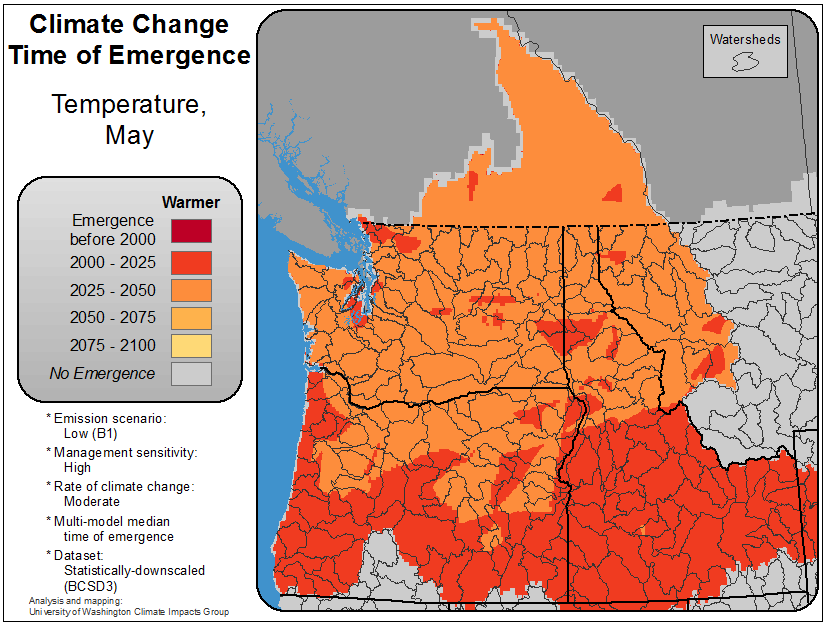 Climate Change
Time of Emergence
Temperature,
May
Warmer
Emergence
before 2000
2000 - 2025
2025 - 2050
2050 - 2075
2075 - 2100
No Emergence
* Emission scenario:
Low (B1)
* Management sensitivity:
High
* Rate of climate change:
Moderate
* Multi-model median
time of emergence
* Dataset:
Statistically-downscaled
(BCSD3)
Analysis and mapping:
University of Washington Climate Impacts Group
Watersheds